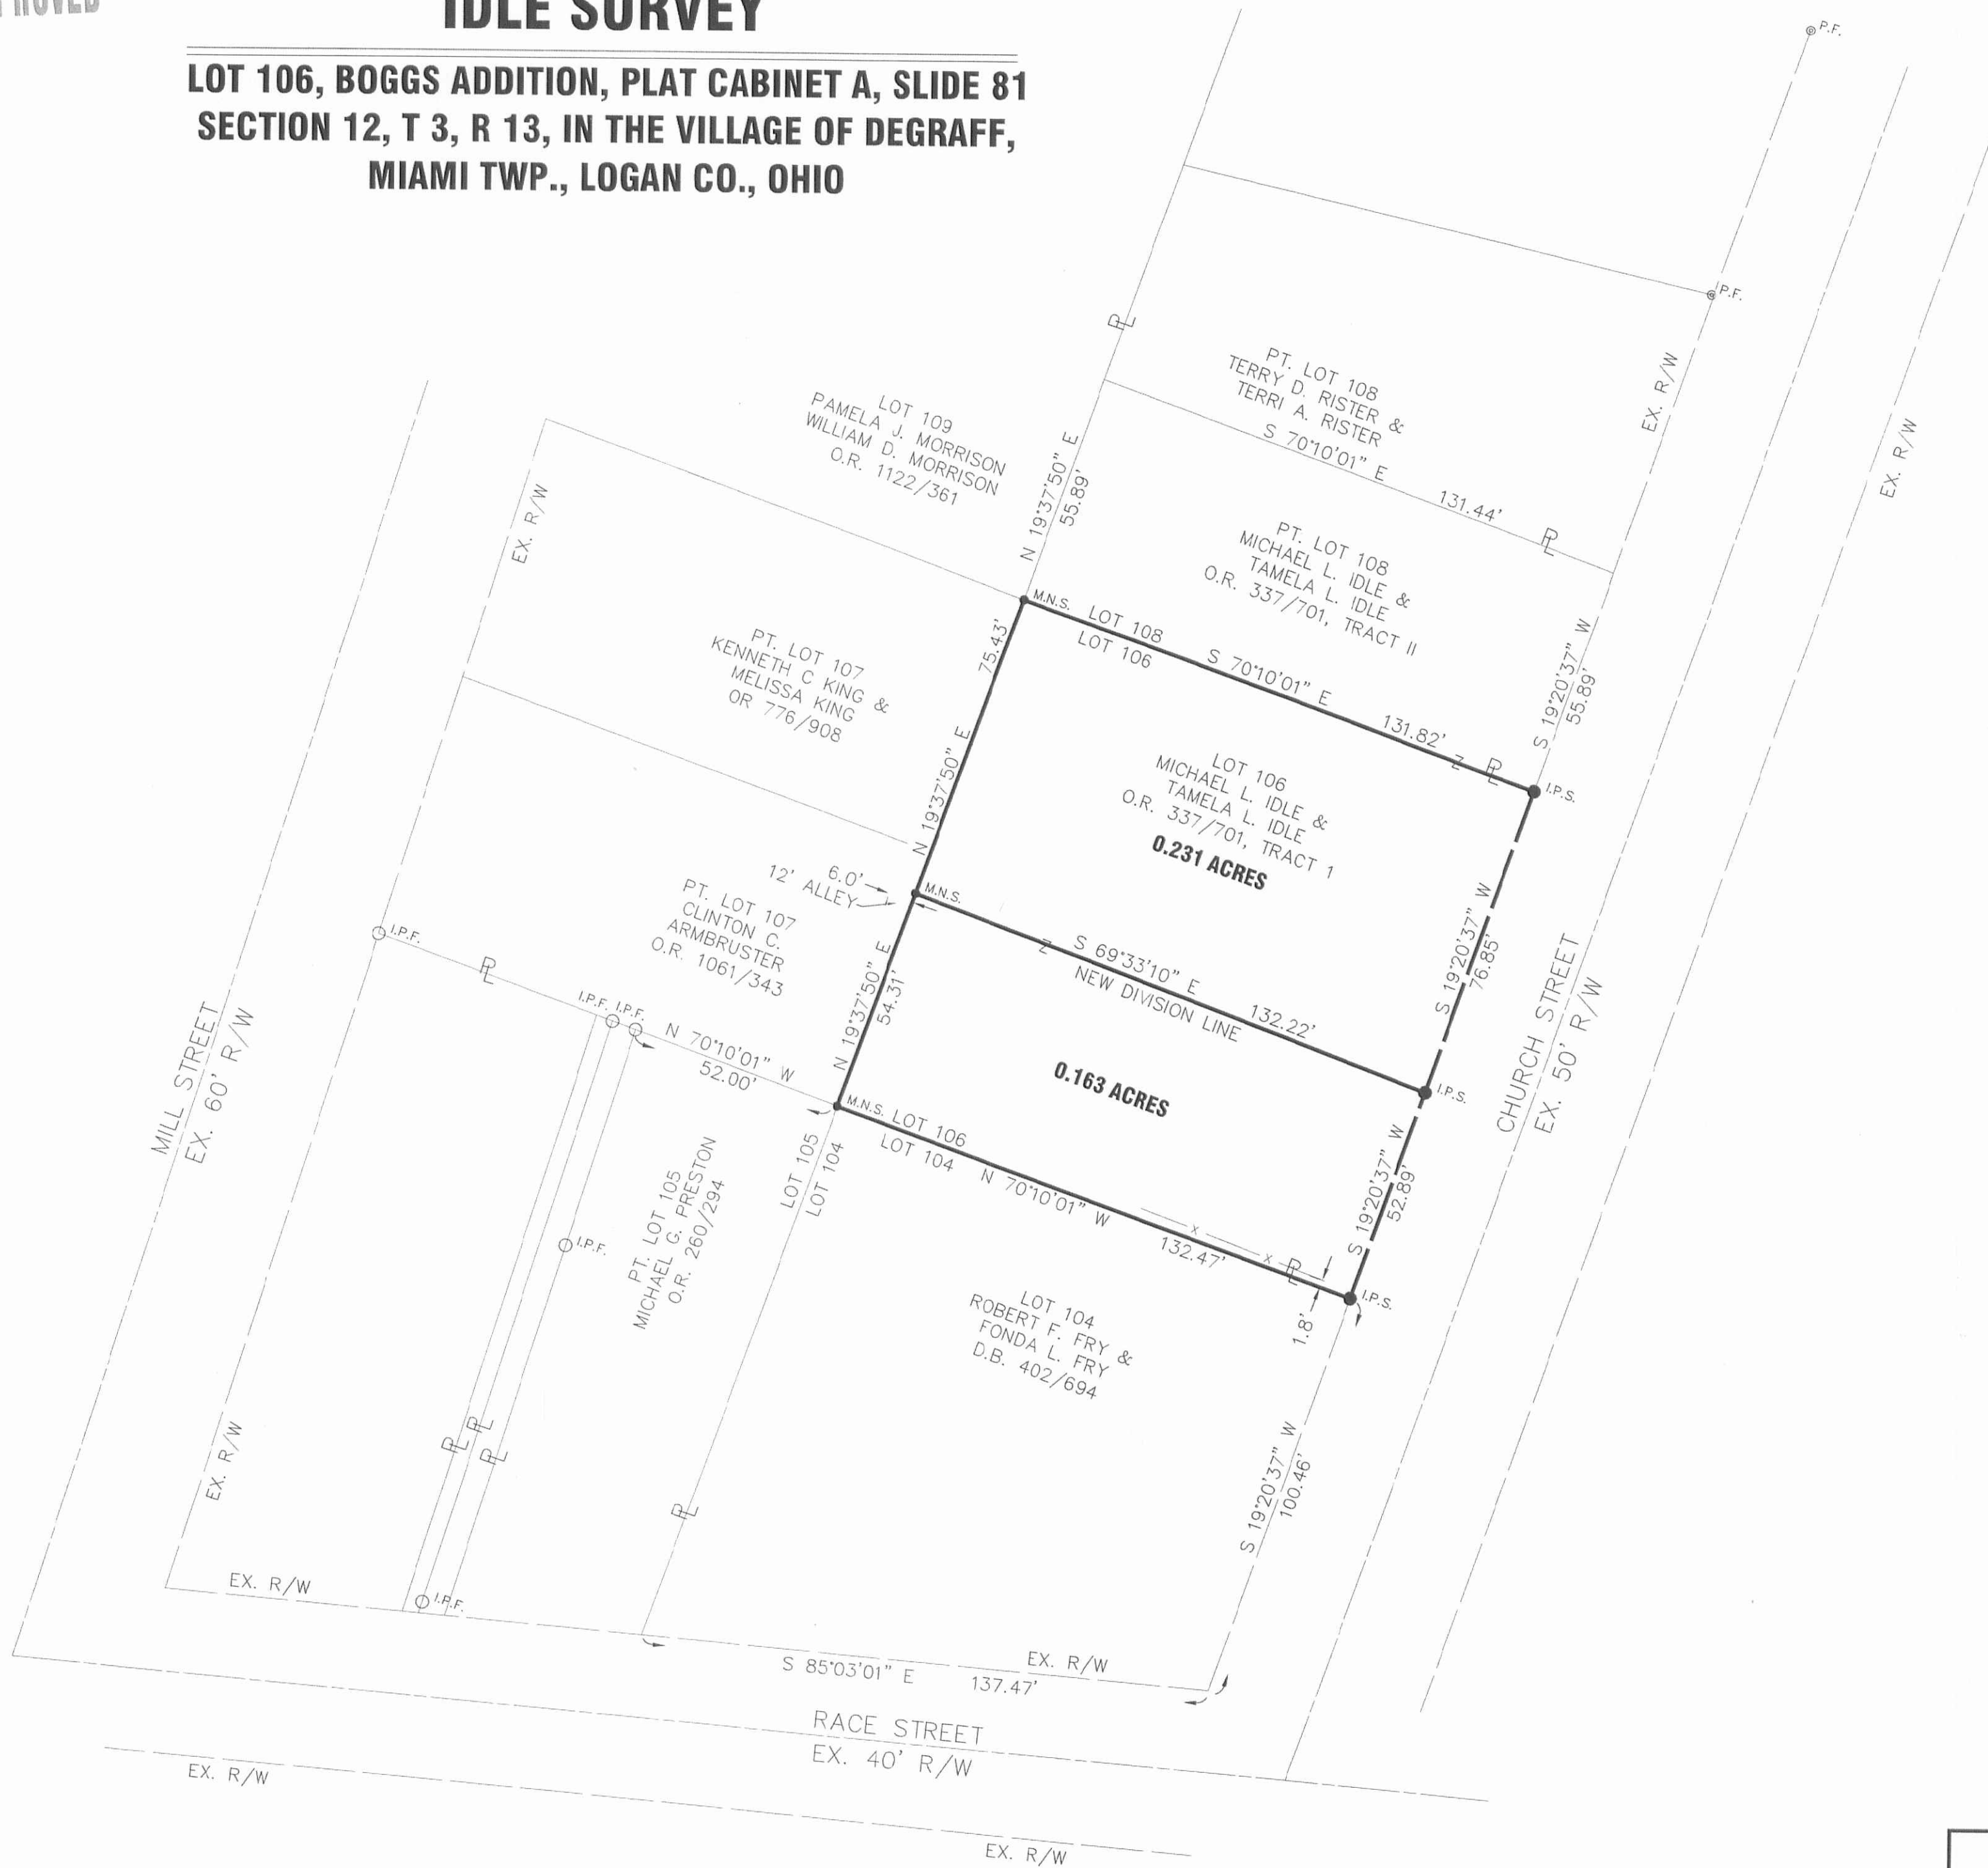 IDLE SURVEY
LOT 106, BOGGS ADDITION, PLAT CABINET A, SLIDE 81
SECTION 12, T 3, R 13, IN THE VILLAGE OF DEGRAFF,
MIAMI TWP., LOGAN CO., OHIO
P.F.
P.F.
EX. R/W
EX. R/W
PL
PT. LOT 108
TERRY D. RISTER &
TERRI A. RISTER
S 70°10'01" E 131.44'
PL
LOT 109
PAMELA J. MORRISON
WILLIAM D. MORRISON
O.R. 1122/361
N 19°37'50" E
55.89'
PT. LOT 108
MICHAEL L. IDLE &
TAMELA L. IDLE
O.R. 337/701, TRACT II
S 19°20'37" W
55.89'
EX. R/W
M.N.S.
LOT 108
LOT 106
S 70°10'01" E 131.82'
Z
PL
I.P.S.
75.43'
N 19°37'50" E
PT. LOT 107
KENNETH C KING &
MELISSA KING
OR 776/908
LOT 106
MICHAEL L. IDLE &
TAMELA L. IDLE
O.R. 337/701, TRACT 1
0.231 ACRES
6.0'
12' ALLEY
M.N.S.
Z
S 69°33'10" E 132.22'
NEW DIVISION LINE
S 19°20'37" W
76.85'
CHURCH STREET
EX. 50' R/W
I.P.S.
PT. LOT 107
CLINTON C.
ARMBRUSTER
O.R. 1061/343
I.P.F.
PL
I.P.F. I.P.F.
N 70°10'01" W
52.00'
N 19°37'50" E
54.31'
0.163 ACRES
MILL STREET
EX. 60' R/W
M.N.S.
LOT 106
LOT 104
N 70°10'01" W 132.47'
X
X
PL
S 19°20'37" W
52.89'
I.P.S.
1.8'
LOT 105
LOT 104
PT. LOT 105
MICHAEL G. PRESTON
O.R. 260/294
I.P.F.
LOT 104
ROBERT F. FRY &
FONDA L. FRY
D.B. 402/694
PL
PL
PL
PL
EX. R/W
S 19°20'37" W
100.46'
EX. R/W
I.P.F.
EX. R/W
S 85°03'01" E 137.47'
RACE STREET
EX. 40' R/W
EX. R/W
EX. R/W